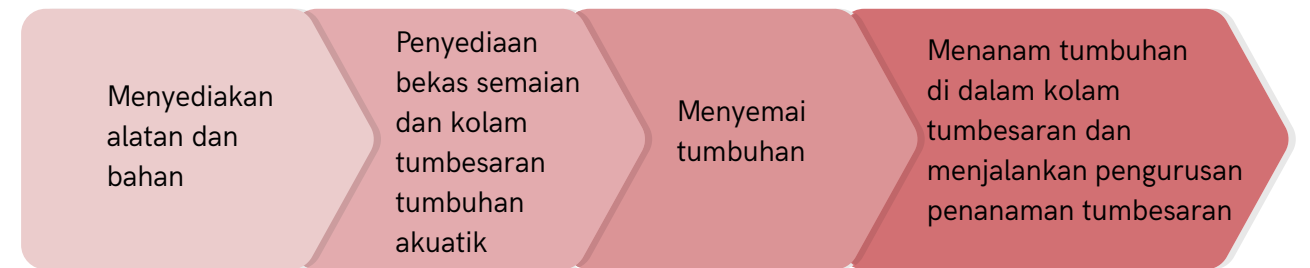 Menyediakan
alatan dan
bahan
Penyediaan
bekas semaian
dan kolam
tumbesaran
tumbuhan
akuatik
Menyemai
tumbuhan
Menanam tumbuhan
di dalam kolam
tumbesaran dan
menjalankan pengurusan
penanaman tumbesaran